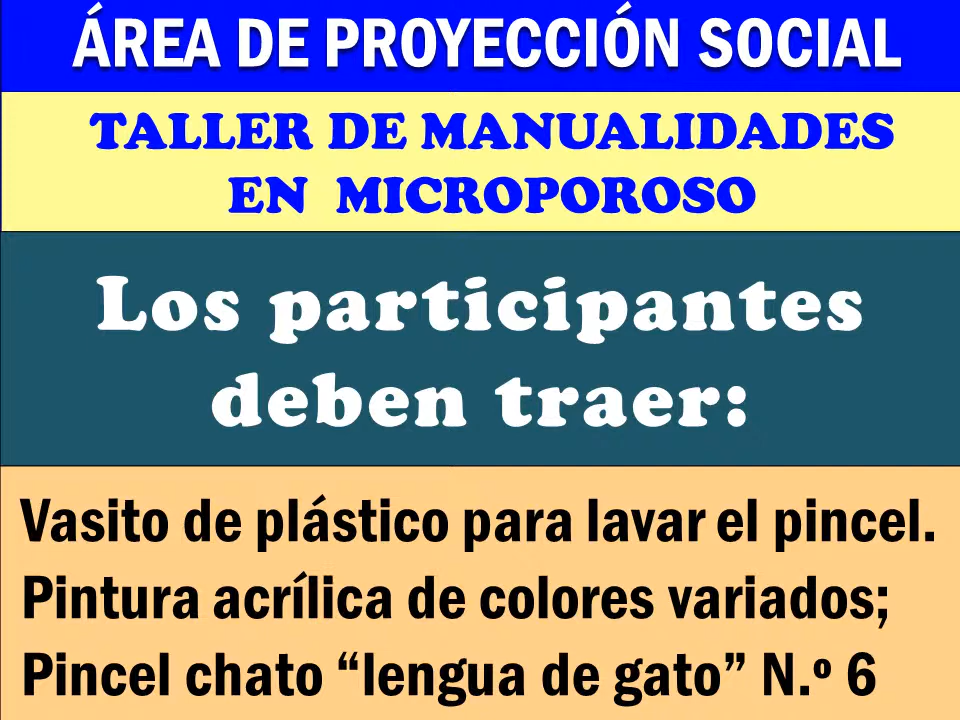 ÁREA DE PROYECCIÓN SOCIAL
TALLER DE MANUALIDADES
EN MICROPOROSO
Los participantes
deben traer:
Vasito de plástico para lavar el pincel.
Pintura acrílica de colores variados;
Pincel chato “lengua de gato” N.º 6